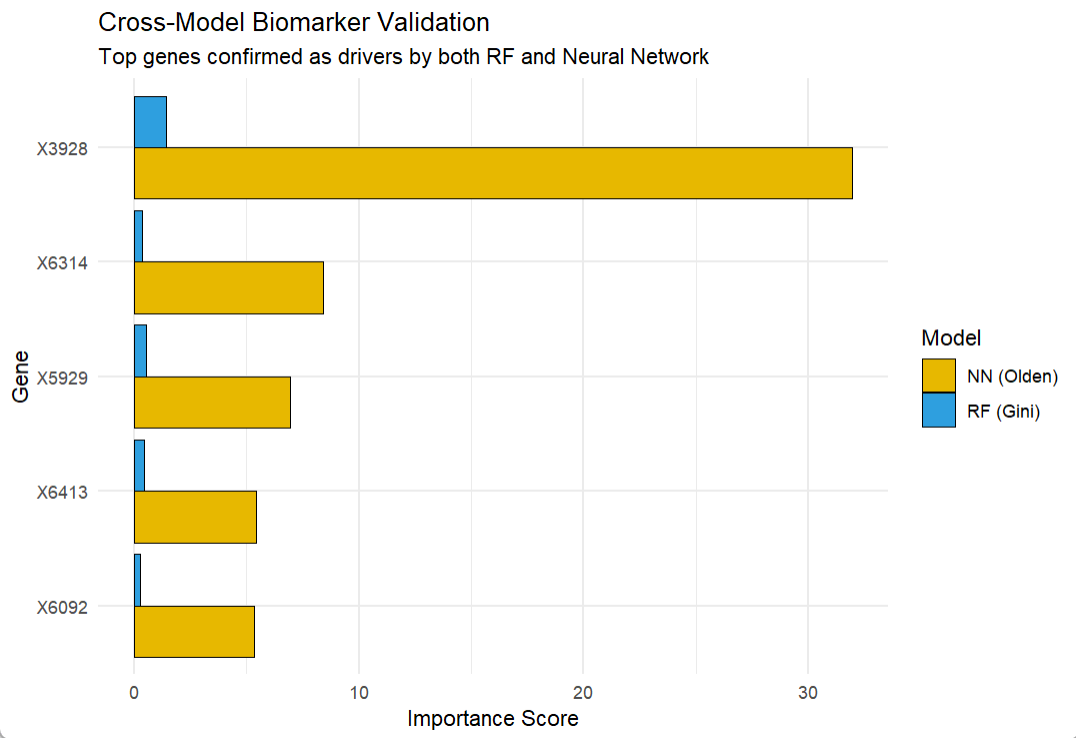 Cross-Model Biomarker Validation
Top genes confirmed as drivers by both RF and Neural Network
Gene
X3928
X6314
X5929
X6413
X6092
0 10 20 30
Importance Score
Model
NN (Olden)
RF (Gini)